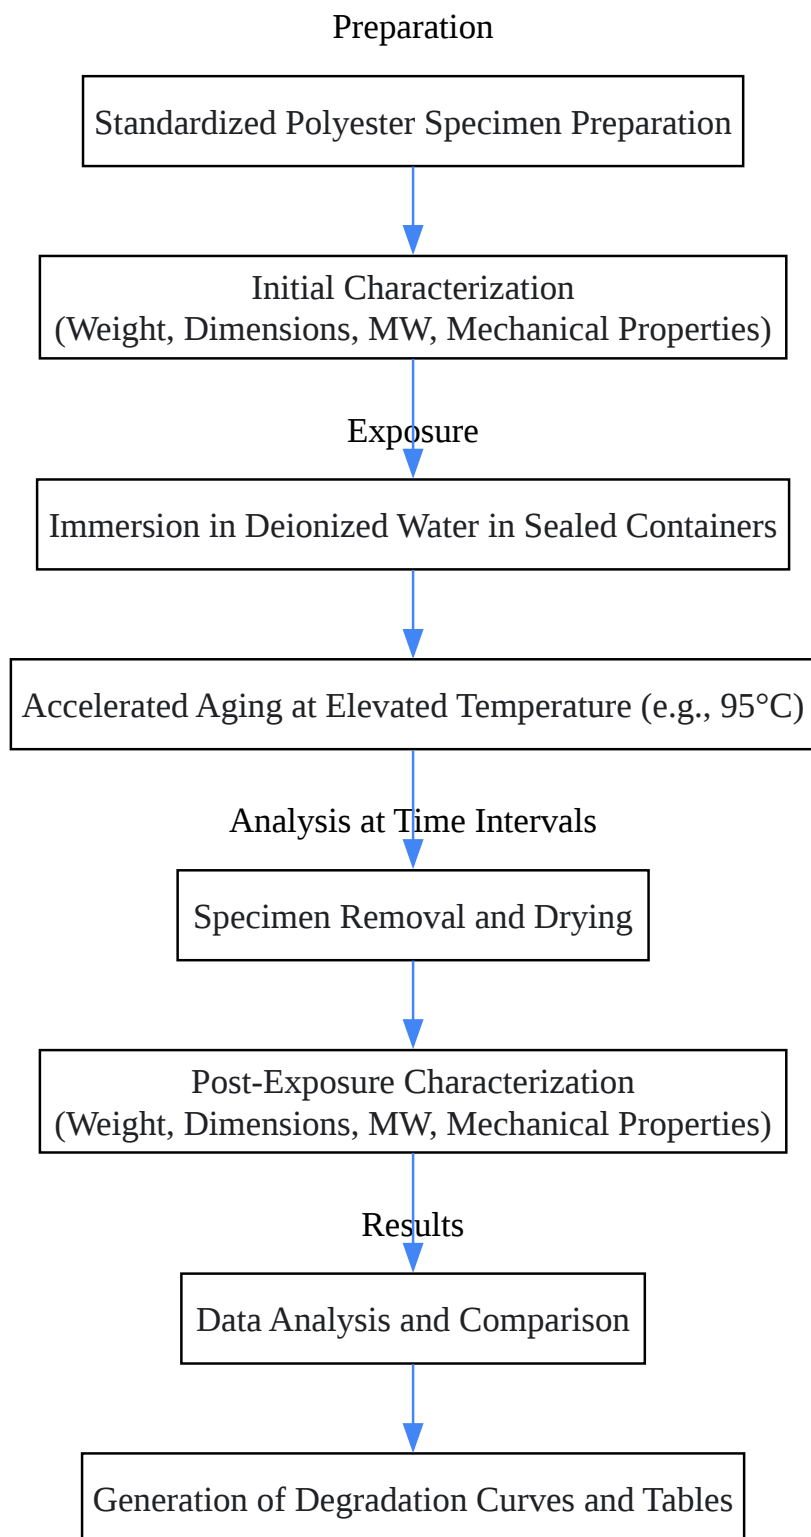 Preparation
Standardized Polyester Specimen Preparation
Initial Characterization
(Weight, Dimensions, MW, Mechanical Properties)
Exposure
Immersion in Deionized Water in Sealed Containers
Accelerated Aging at Elevated Temperature (e.g., 95°C)
Analysis at Time Intervals
Specimen Removal and Drying
Post-Exposure Characterization
(Weight, Dimensions, MW, Mechanical Properties)
Results
Data Analysis and Comparison
Generation of Degradation Curves and Tables